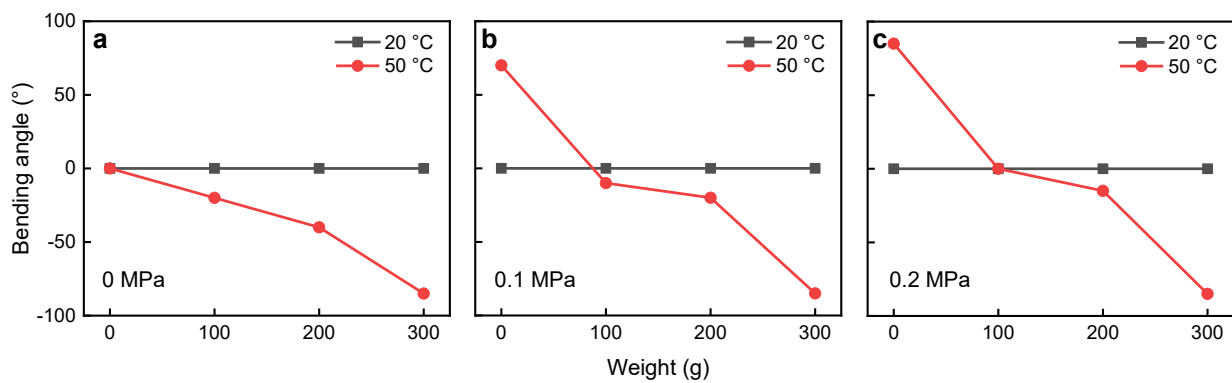 a
20 °C
50 °C
0 MPa
b
20 °C
50 °C
0.1 MPa
c
20 °C
50 °C
0.2 MPa
Bending angle (°)
100
50
0
-50
-100
0 100 200 300
0 100 200 300
0 100 200 300
Weight (g)